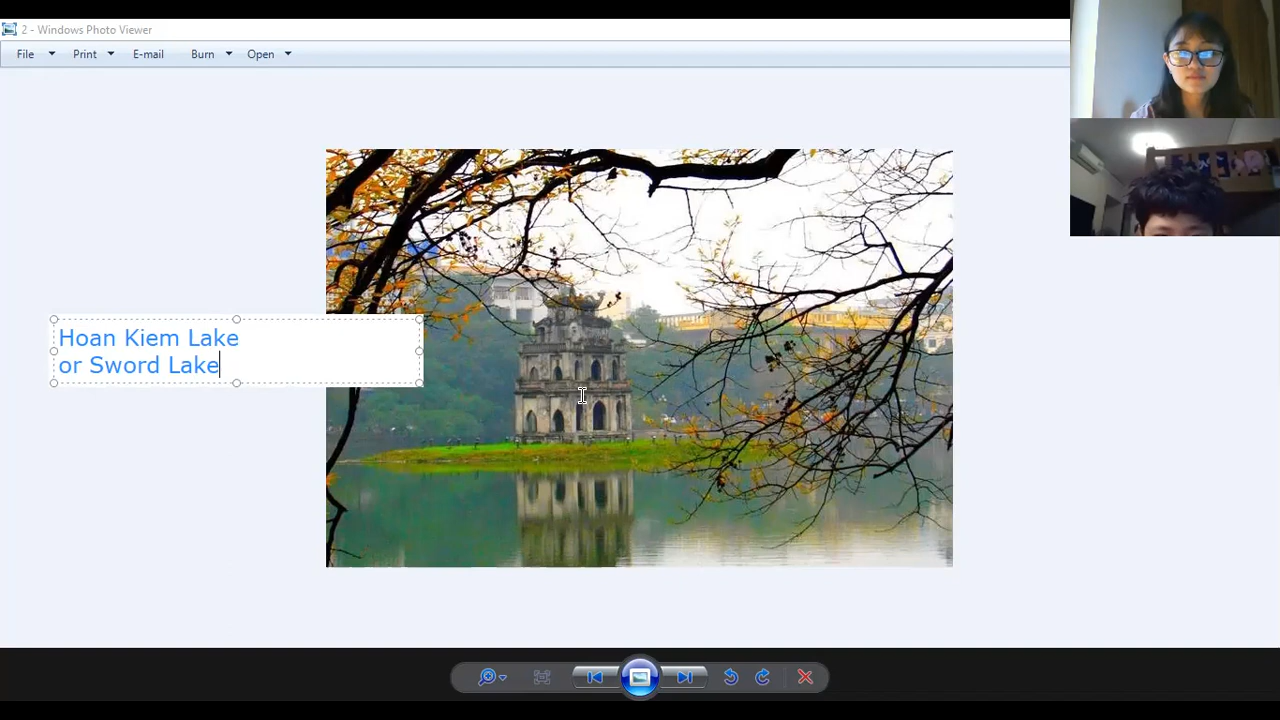 2 - Windows Photo Viewer
File Print E-mail Burn Open
Hoan Kiem Lake
or Sword Lake